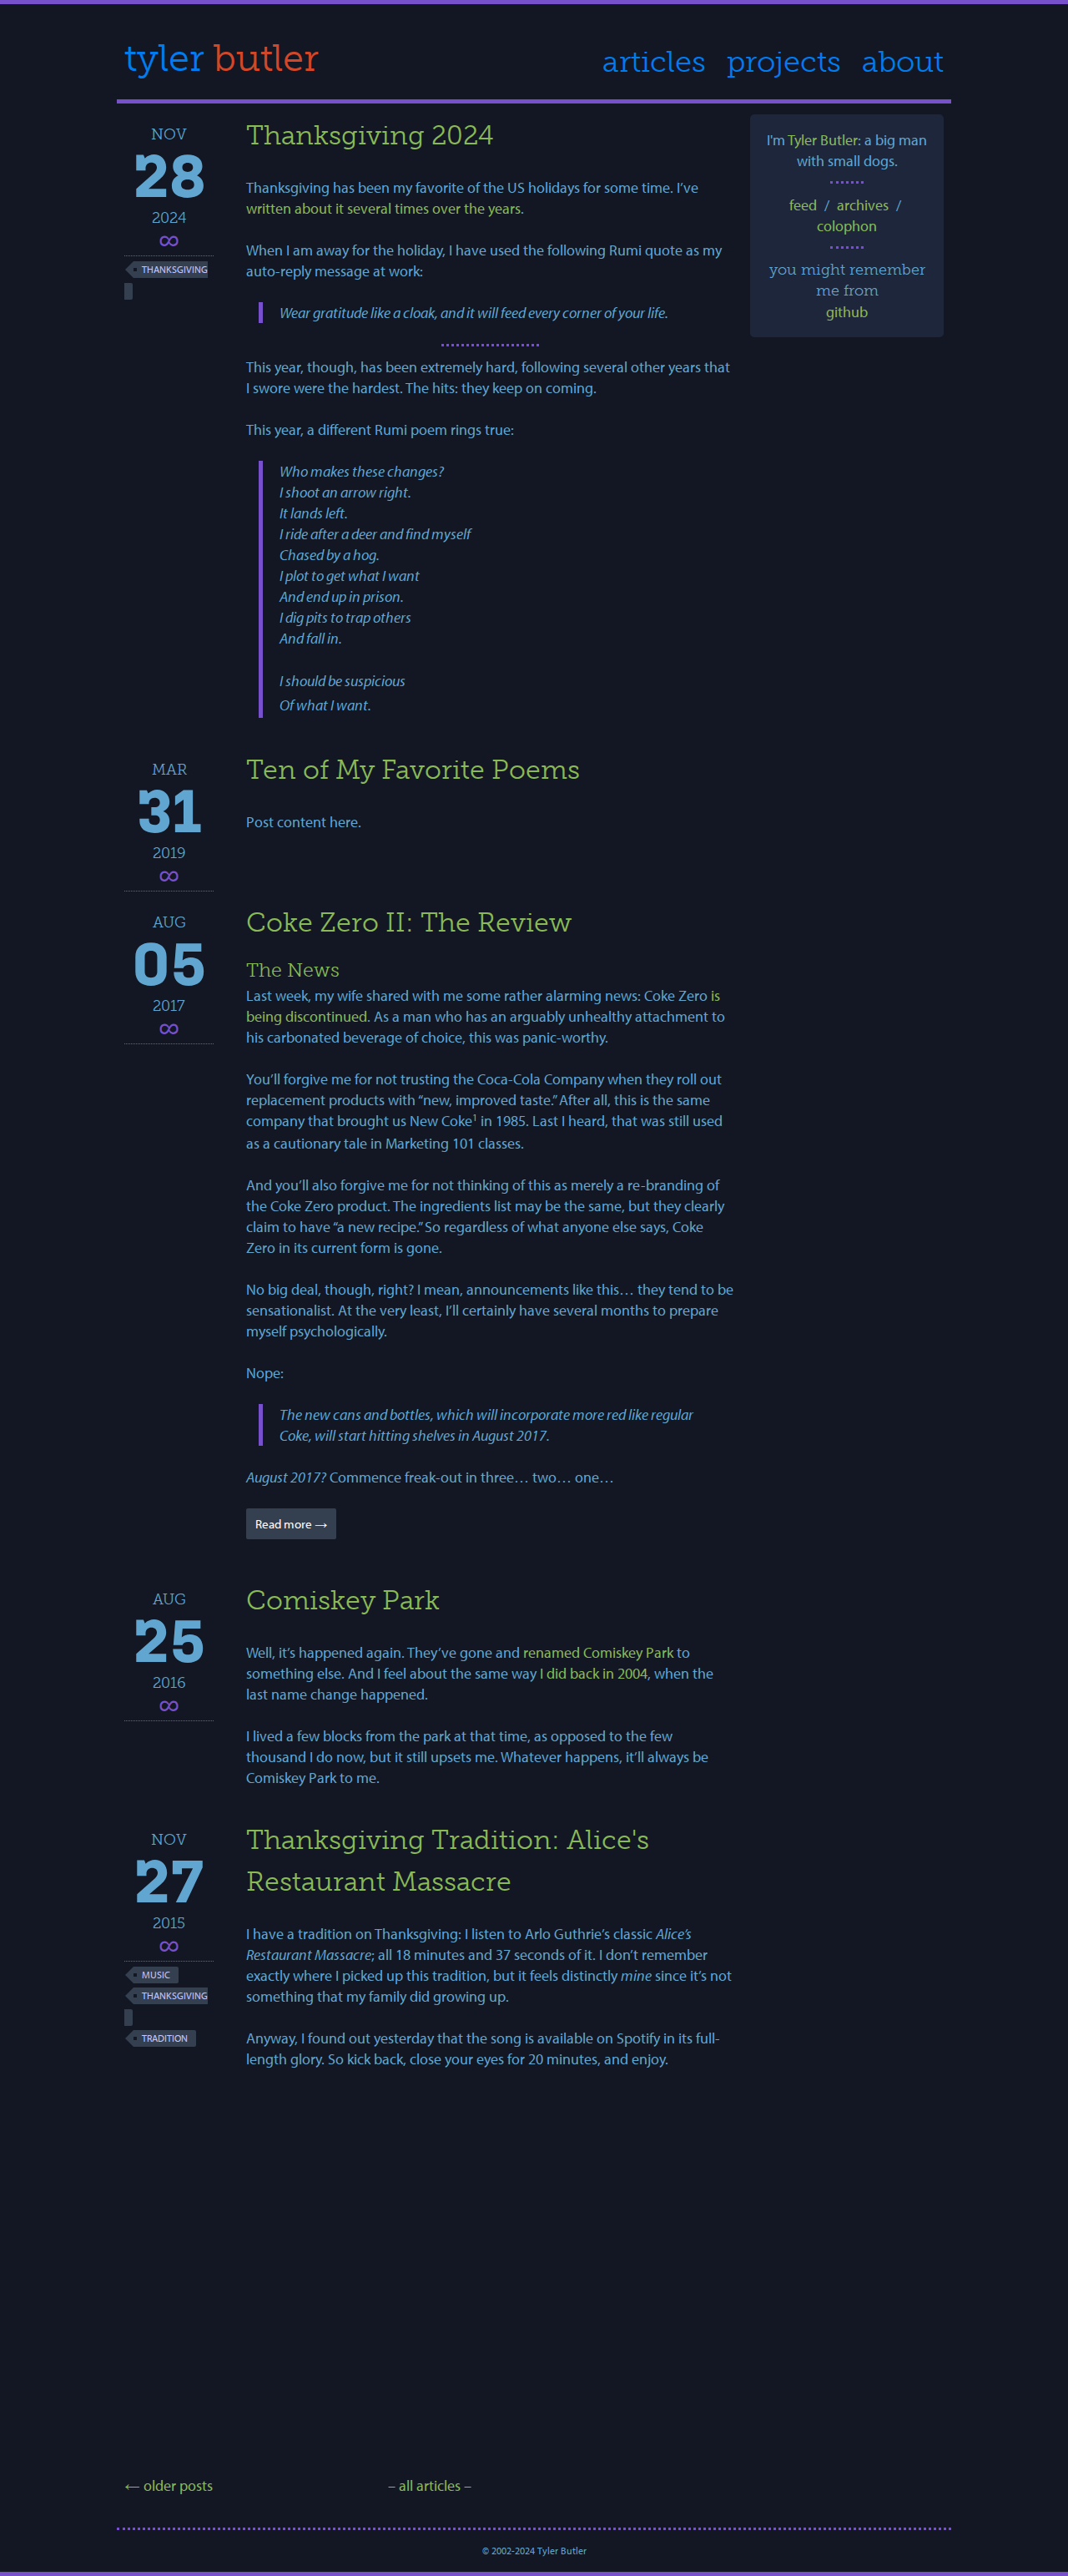 tyler butler
articles projects about
NOV
28
2024
∞
THANKSGIVING
Thanksgiving 2024
Thanksgiving has been my favorite of the US holidays for some time. I’ve
written about it several times over the years.
When I am away for the holiday, I have used the following Rumi quote as my
auto-reply message at work:
Wear gratitude like a cloak, and it will feed every corner of your life.
This year, though, has been extremely hard, following several other years that
I swore were the hardest. The hits: they keep on coming.
This year, a different Rumi poem rings true:
Who makes these changes?
I shoot an arrow right.
It lands left.
I ride after a deer and find myself
Chased by a hog.
I plot to get what I want
And end up in prison.
I dig pits to trap others
And fall in.
I should be suspicious
Of what I want.
I'm Tyler Butler: a big man
with small dogs.
feed / archives /
colophon
you might remember
me from
github
MAR
31
2019
∞
Ten of My Favorite Poems
Post content here.
AUG
05
2017
∞
Coke Zero II: The Review
The News
Last week, my wife shared with me some rather alarming news: Coke Zero is
being discontinued. As a man who has an arguably unhealthy attachment to
his carbonated beverage of choice, this was panic-worthy.
You’ll forgive me for not trusting the Coca-Cola Company when they roll out
replacement products with “new, improved taste.” After all, this is the same
company that brought us New Coke1 in 1985. Last I heard, that was still used
as a cautionary tale in Marketing 101 classes.
And you’ll also forgive me for not thinking of this as merely a re-branding of
the Coke Zero product. The ingredients list may be the same, but they clearly
claim to have “a new recipe.” So regardless of what anyone else says, Coke
Zero in its current form is gone.
No big deal, though, right? I mean, announcements like this… they tend to be
sensationalist. At the very least, I’ll certainly have several months to prepare
myself psychologically.
Nope:
The new cans and bottles, which will incorporate more red like regular
Coke, will start hitting shelves in August 2017.
August 2017? Commence freak-out in three… two… one…
Read more →
AUG
25
2016
∞
Comiskey Park
Well, it’s happened again. They’ve gone and renamed Comiskey Park to
something else. And I feel about the same way I did back in 2004, when the
last name change happened.
I lived a few blocks from the park at that time, as opposed to the few
thousand I do now, but it still upsets me. Whatever happens, it’ll always be
Comiskey Park to me.
NOV
27
2015
∞
MUSIC
THANKSGIVING
TRADITION
Thanksgiving Tradition: Alice's
Restaurant Massacre
I have a tradition on Thanksgiving: I listen to Arlo Guthrie’s classic Alice’s
Restaurant Massacre; all 18 minutes and 37 seconds of it. I don’t remember
exactly where I picked up this tradition, but it feels distinctly mine since it’s not
something that my family did growing up.
Anyway, I found out yesterday that the song is available on Spotify in its full-
length glory. So kick back, close your eyes for 20 minutes, and enjoy.
← older posts
– all articles –
© 2002-2024 Tyler Butler